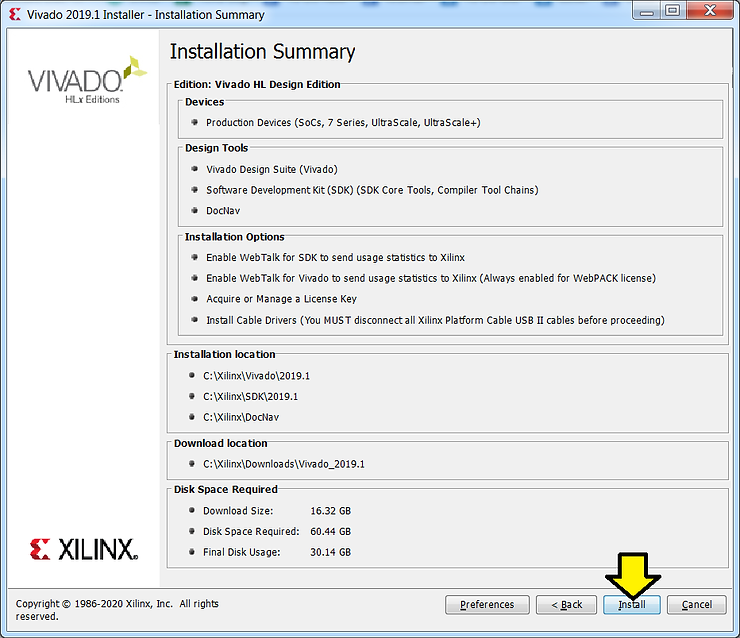 Vivado 2019.1 Installer - Installation Summary
VIVADO
HLx Editions
Installation Summary
Edition: Vivado HL Design Edition
Devices
Production Devices (SoCs, 7 Series, UltraScale, UltraScale+)
Design Tools
Vivado Design Suite (Vivado)
Software Development Kit (SDK) (SDK Core Tools, Compiler Tool Chains)
DocNav
Installation Options
Enable WebTalk for SDK to send usage statistics to Xilinx
Enable WebTalk for Vivado to send usage statistics to Xilinx (Always enabled for WebPACK license)
Acquire or Manage a License Key
Install Cable Drivers (You MUST disconnect all Xilinx Platform Cable USB II cables before proceeding)
Installation location
C:\Xilinx\Vivado\2019.1
C:\Xilinx\SDK\2019.1
C:\Xilinx\DocNav
Download location
C:\Xilinx\Downloads\Vivado_2019.1
Disk Space Required
Download Size: 16.32 GB
Disk Space Required: 60.44 GB
Final Disk Usage: 30.14 GB
XILINX
Copyright © 1986-2020 Xilinx, Inc. All rights
reserved.
Preferences
< Back
Install
Cancel